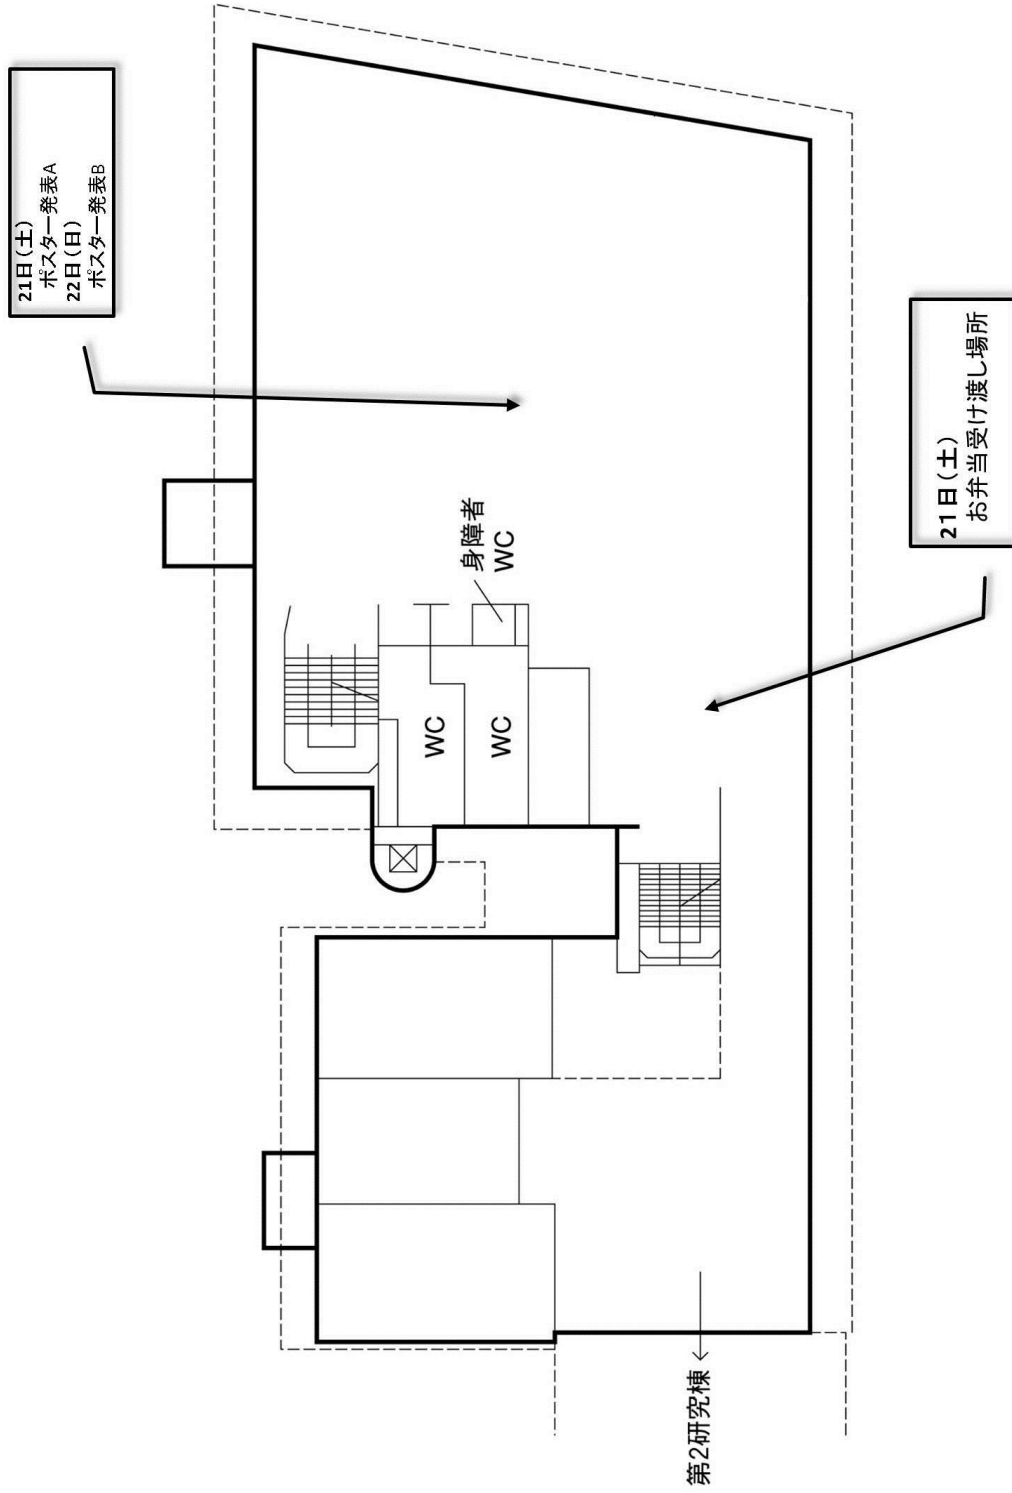 21日(土)
ポスター発表A
22日(日)
ポスター発表B
身障者
WC
WC
WC
21日(土)
お弁当受け渡し場所
第2研究棟